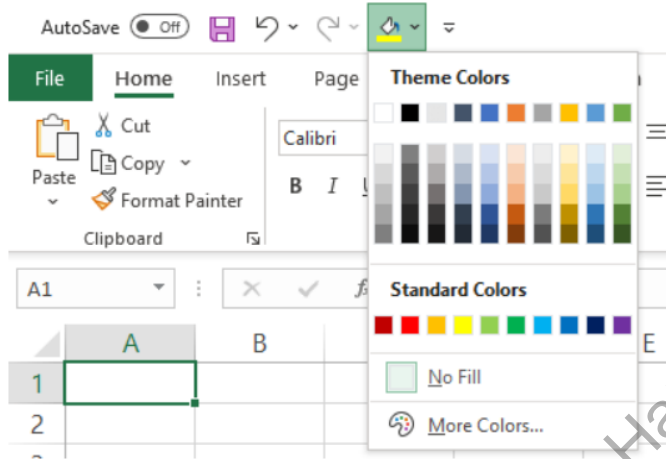 AutoSave Off
File Home Insert Page
Theme Colors
Cut
Copy
Format Painter
Paste
Clipboard
Calibri
B I
A1
Standard Colors
A B E
1
No Fill
2
More Colors...